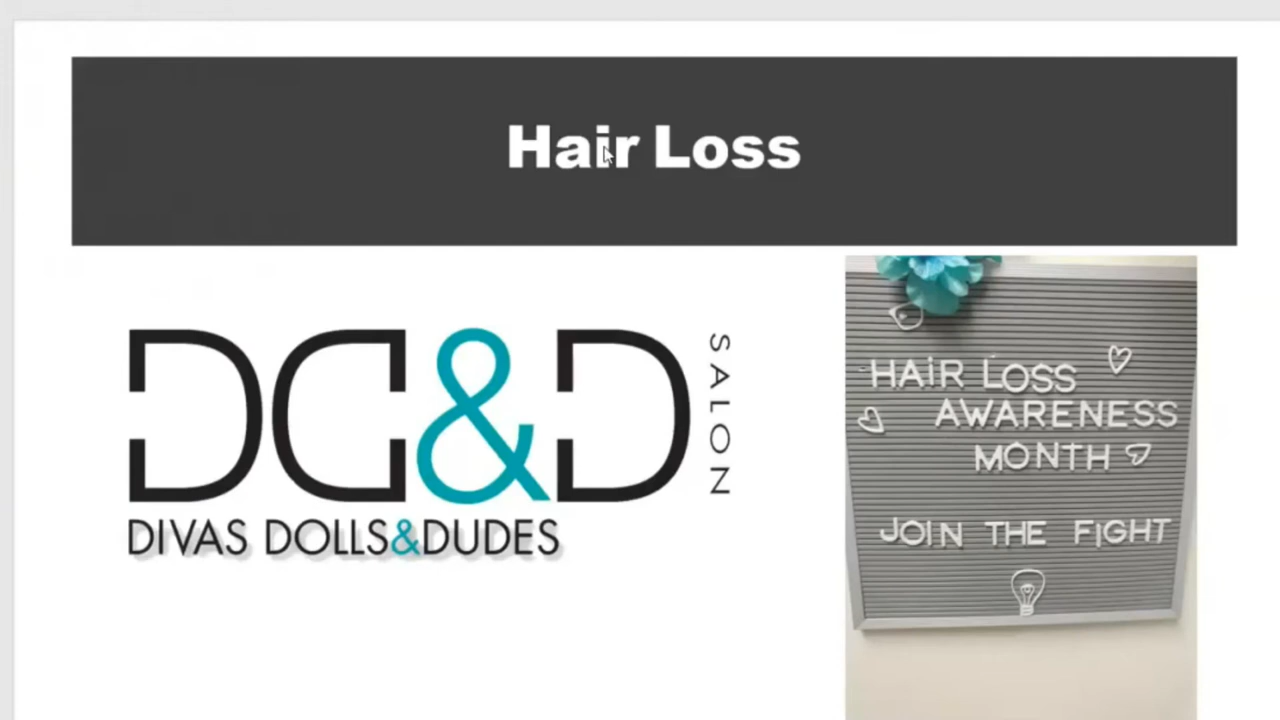 Hair Loss
DD&D
SALON
DIVAS DOLLS&DUDES
HAiR LOSS
AWARENESS
MONTH
JOIN THE FIGHT